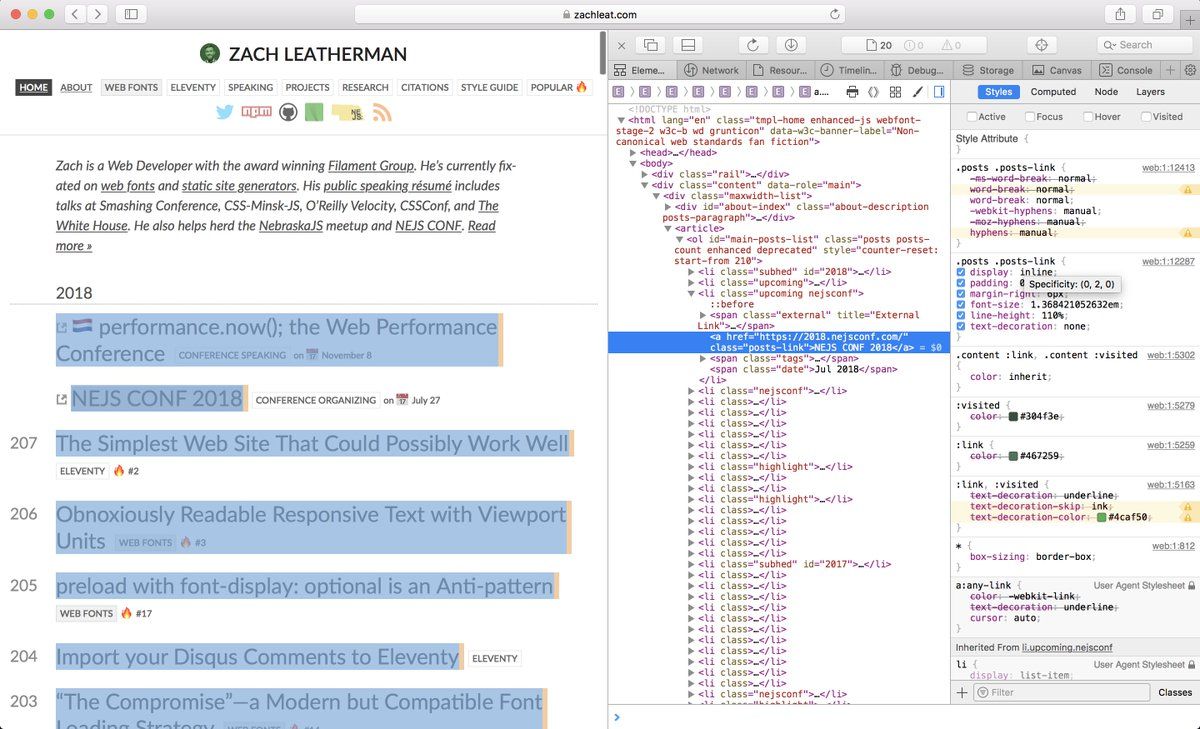 zachleat.com
ZACH LEATHERMAN
HOME ABOUT WEB FONTS ELEVENTY SPEAKING PROJECTS RESEARCH CITATIONS STYLE GUIDE POPULAR 🔥
NE
JS
Zach is a Web Developer with the award winning Filament Group. He's currently fix-
ated on web fonts and static site generators. His public speaking résumé includes
talks at Smashing Conference, CSS-Minsk-JS, O'Reilly Velocity, CSSConf, and The
White House. He also helps herd the NebraskaJS meetup and NEJS CONF. Read
more »
2018
performance.now(); the Web Performance
Conference CONFERENCE SPEAKING on 📅 November 8
NEJS CONF 2018 CONFERENCE ORGANIZING on 📅 July 27
207 The Simplest Web Site That Could Possibly Work Well
ELEVENTY 🔥 #2
206 Obnoxiously Readable Responsive Text with Viewport
Units WEB FONTS 🔥 #3
205 preload with font-display: optional is an Anti-pattern
WEB FONTS 🔥 #17
204 Import your Disqus Comments to Eleventy ELEVENTY
203 “The Compromise”—a Modern but Compatible Font
Loading Strategy WEB FONTS
20 0 0 Search
Eleme... Network Resour... Timelin... Debug... Storage Canvas Console
E E E E E E E E a....
<!DOCTYPE html>
<html lang="en" class="tmpl-home enhanced-js webfont-
stage-2 w3c-b wd grunticon" data-w3c-banner-label="Non-
canonical web standards fan fiction">
<head>…</head>
<body>
<div class="rail">…</div>
<div class="content" data-role="main">
<div class="maxwidth-list">
<div id="about-index" class="about-description
posts-paragraph">…</div>
<article>
<ol id="main-posts-list" class="posts posts-
count enhanced deprecated" style="counter-reset:
start-from 210">
<li class="subhed" id="2018">…</li>
<li class="upcoming">…</li>
<li class="upcoming nejsconf">
::before
<span class="external" title="External
Link">…</span>
<a href="https://2018.nejsconf.com/"
class="posts-link">NEJS CONF 2018</a> = $0
<span class="tags">…</span>
<span class="date">Jul 2018</span>
</li>
<li class="nejsconf">…</li>
<li class>…</li>
<li class>…</li>
<li class>…</li>
<li class>…</li>
<li class>…</li>
<li class>…</li>
<li class="highlight">…</li>
<li class>…</li>
<li class>…</li>
<li class="highlight">…</li>
<li class>…</li>
<li class>…</li>
<li class>…</li>
<li class>…</li>
<li class>…</li>
<li class="subhed" id="2017">…</li>
<li class>…</li>
<li class>…</li>
<li class>…</li>
<li class>…</li>
<li class>…</li>
<li class>…</li>
<li class>…</li>
<li class>…</li>
<li class>…</li>
<li class>…</li>
<li class>…</li>
<li class="nejsconf">…</li>
<li class="highlight">…</li>
Styles Computed Node Layers
Active Focus Hover Visited
Style Attribute {
}
.posts .posts-link { web:1:12413
-ms-word-break: normal;
word-break: normal;
word-break: normal;
-webkit-hyphens: manual;
-moz-hyphens: manual;
hyphens: manual;
}
.posts .posts-link { web:1:12287
display: inline;
padding: 0
Specificity: (0, 2, 0)
margin-right: 6px;
font-size: 1.368421052632em;
line-height: 110%;
text-decoration: none;
}
.content :link, .content :visited web:1:5302
{
color: inherit;
}
:visited { web:1:5279
color: #304f3e;
}
:link { web:1:5259
color: #467259;
}
:link, :visited { web:1:5163
text-decoration: underline;
text-decoration-skip: ink;
text-decoration-color: #4caf50;
}
* { web:1:812
box-sizing: border-box;
}
a:any-link { User Agent Stylesheet
color: -webkit-link;
text-decoration: underline;
cursor: auto;
}
Inherited From li.upcoming.nejsconf
li { User Agent Stylesheet
display: list-item;
Filter Classes